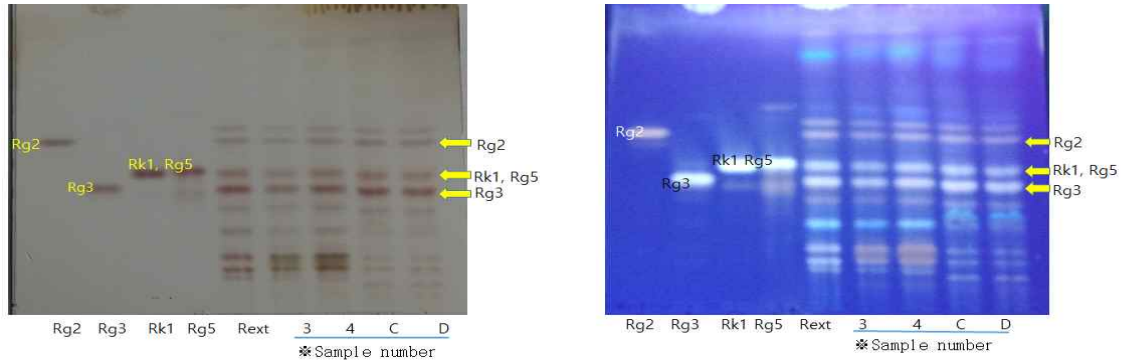 Rg2
Rk1, Rg5
Rg3
Rg2
Rk1, Rg5
Rg3
Rg2 Rg3 Rk1 Rg5 Rext 3 4 C D
※Sample number
Rg2
Rk1 Rg5
Rg3
Rg2
Rk1, Rg5
Rg3
Rg2 Rg3 Rk1 Rg5 Rext 3 4 C D
※Sample number